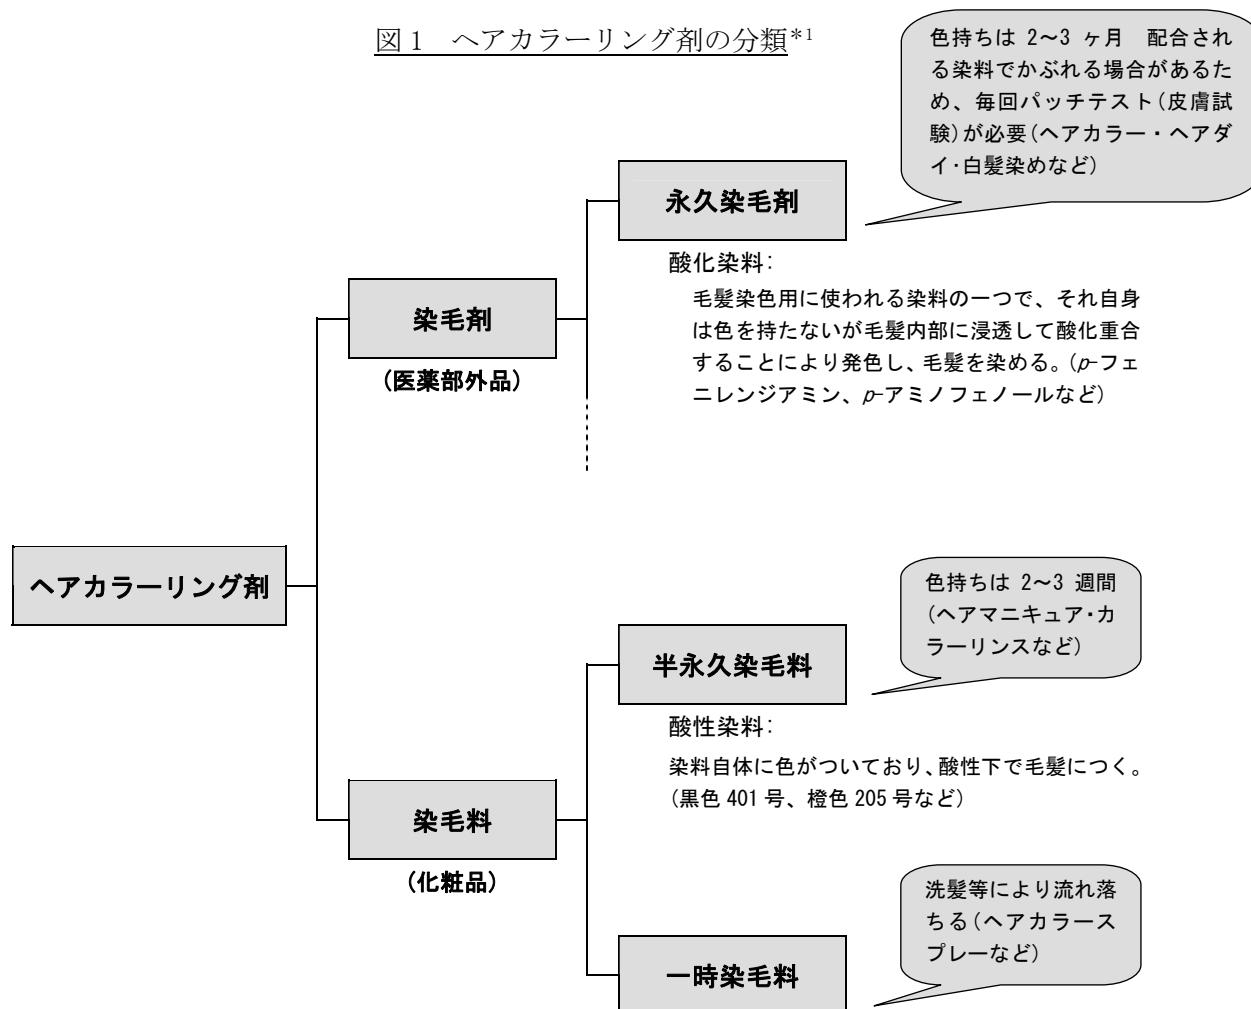 図1 ヘアカラーリング剤の分類*1
色持ちは 2～3 ヶ月 配合され
る染料でかぶれる場合があるた
め、毎回パッチテスト(皮膚試
験)が必要(ヘアカラー・ヘアダ
イ・白髪染めなど)
永久染毛剤
酸化染料:
毛髪染色用に使われる染料の一つで、それ自身
は色を持たないが毛髪内部に浸透して酸化重合
することにより発色し、毛髪を染める。(p-フェ
ニレンジアミン、p-アミノフェノールなど)
染毛剤
(医薬部外品)
ヘアカラーリング剤
色持ちは 2～3 週間
(ヘアマニキュア・カ
ラーリンスなど)
半永久染毛料
酸性染料:
染料自体に色がついており、酸性下で毛髪につく。
(黒色 401 号、橙色 205 号など)
染毛料
(化粧品)
洗髪等により流れ落
ちる(ヘアカラース
プレーなど)
一時染毛料